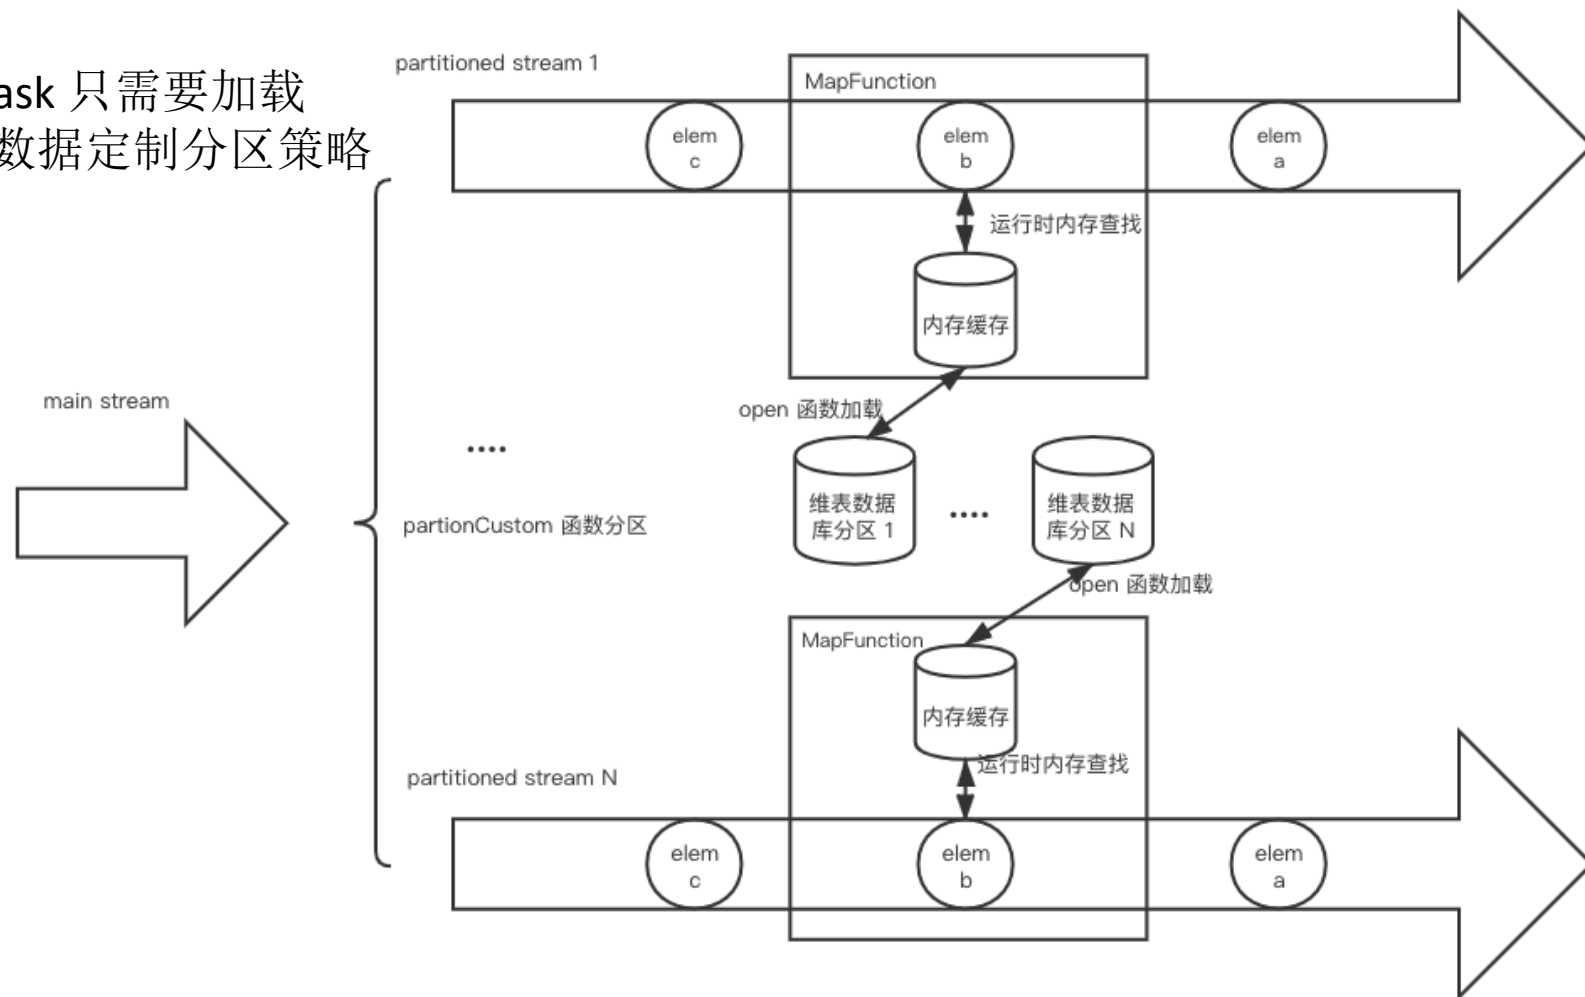 ask 只需要加载
数据定制分区策略
partitioned stream 1
MapFunction
elem
c
elem
b
elem
a
运行时内存查找
内存缓存
open 函数加载
main stream
....
partionCustom 函数分区
维表数据
库分区 1
....
维表数据
库分区 N
open 函数加载
MapFunction
内存缓存
运行时内存查找
partitioned stream N
elem
c
elem
b
elem
a